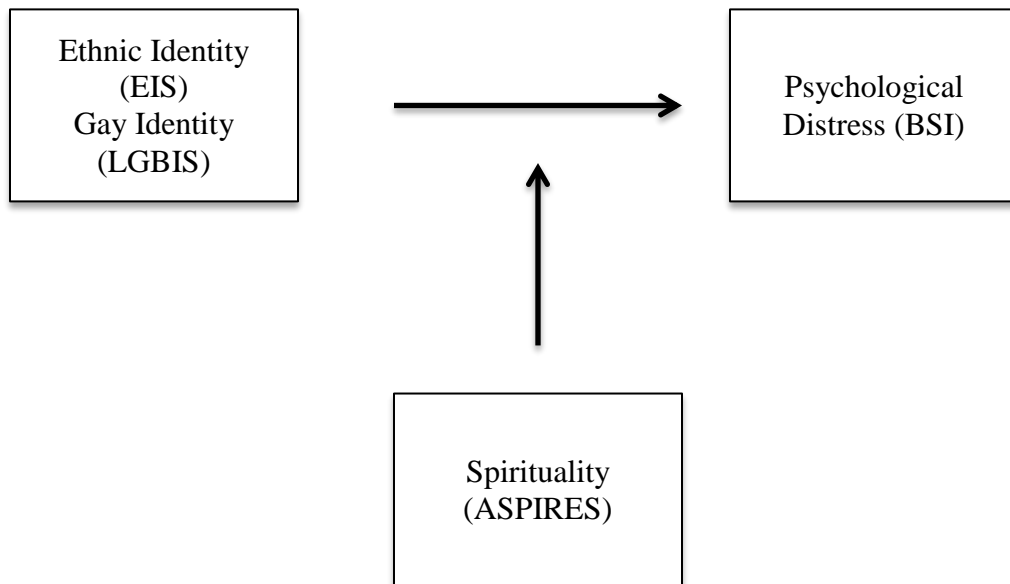 Ethnic Identity
(EIS)
Gay Identity
(LGBIS)
Psychological
Distress (BSI)
Spirituality
(ASPIRES)